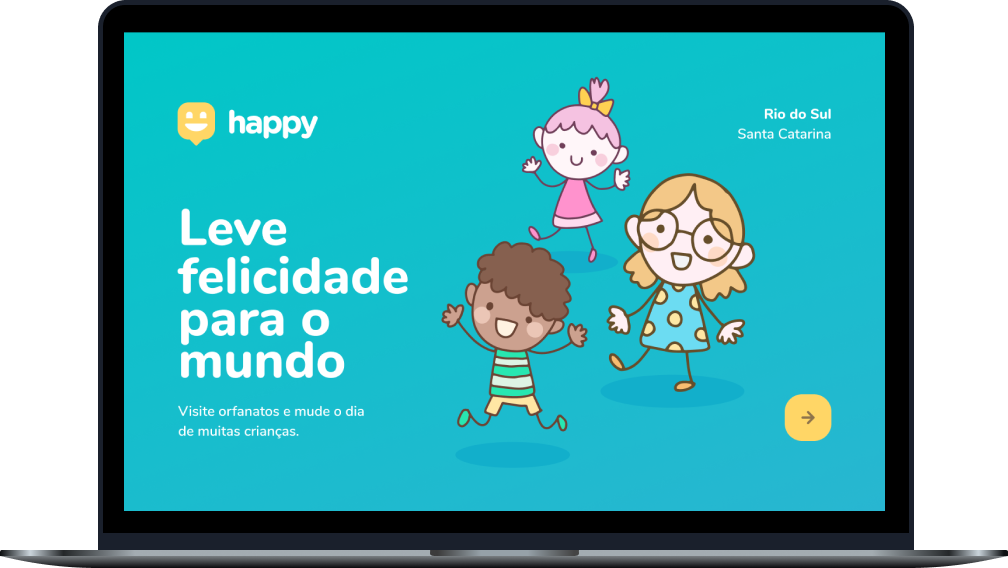 happy
Rio do Sul
Santa Catarina
Leve
felicidade
para o
mundo
Visite orfanatos e mude o dia
de muitas crianças.